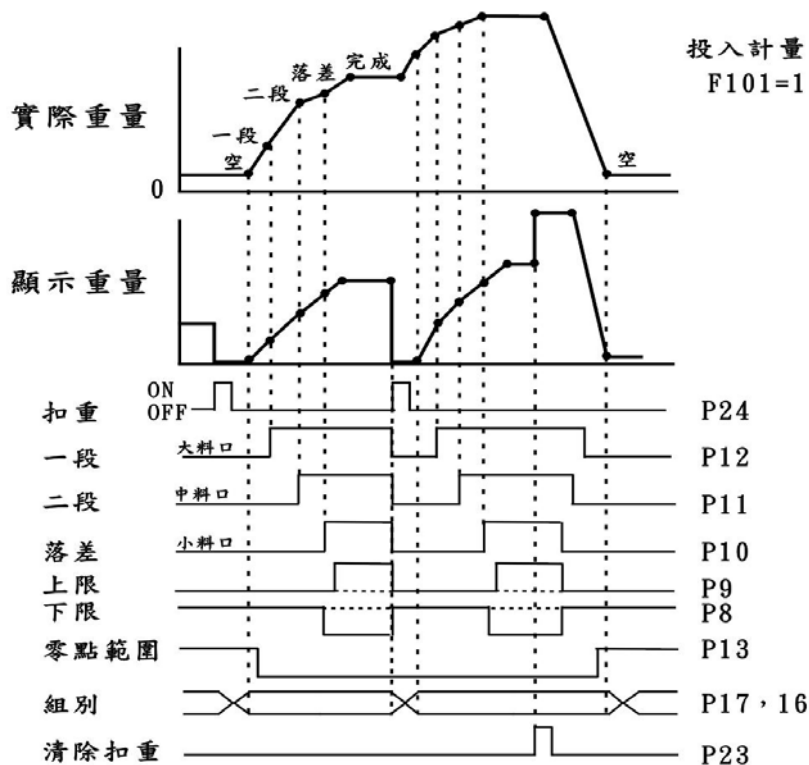 投入計量
F101=1
實際重量
0
空
一段
二段
落差
完成
空
顯示重量
扣重 ON P24
OFF
一段 大料口 P12
二段 中料口 P11
落差 小料口 P10
上限 P9
下限 P8
零點範圍 P13
組別 P17，16
清除扣重 P23